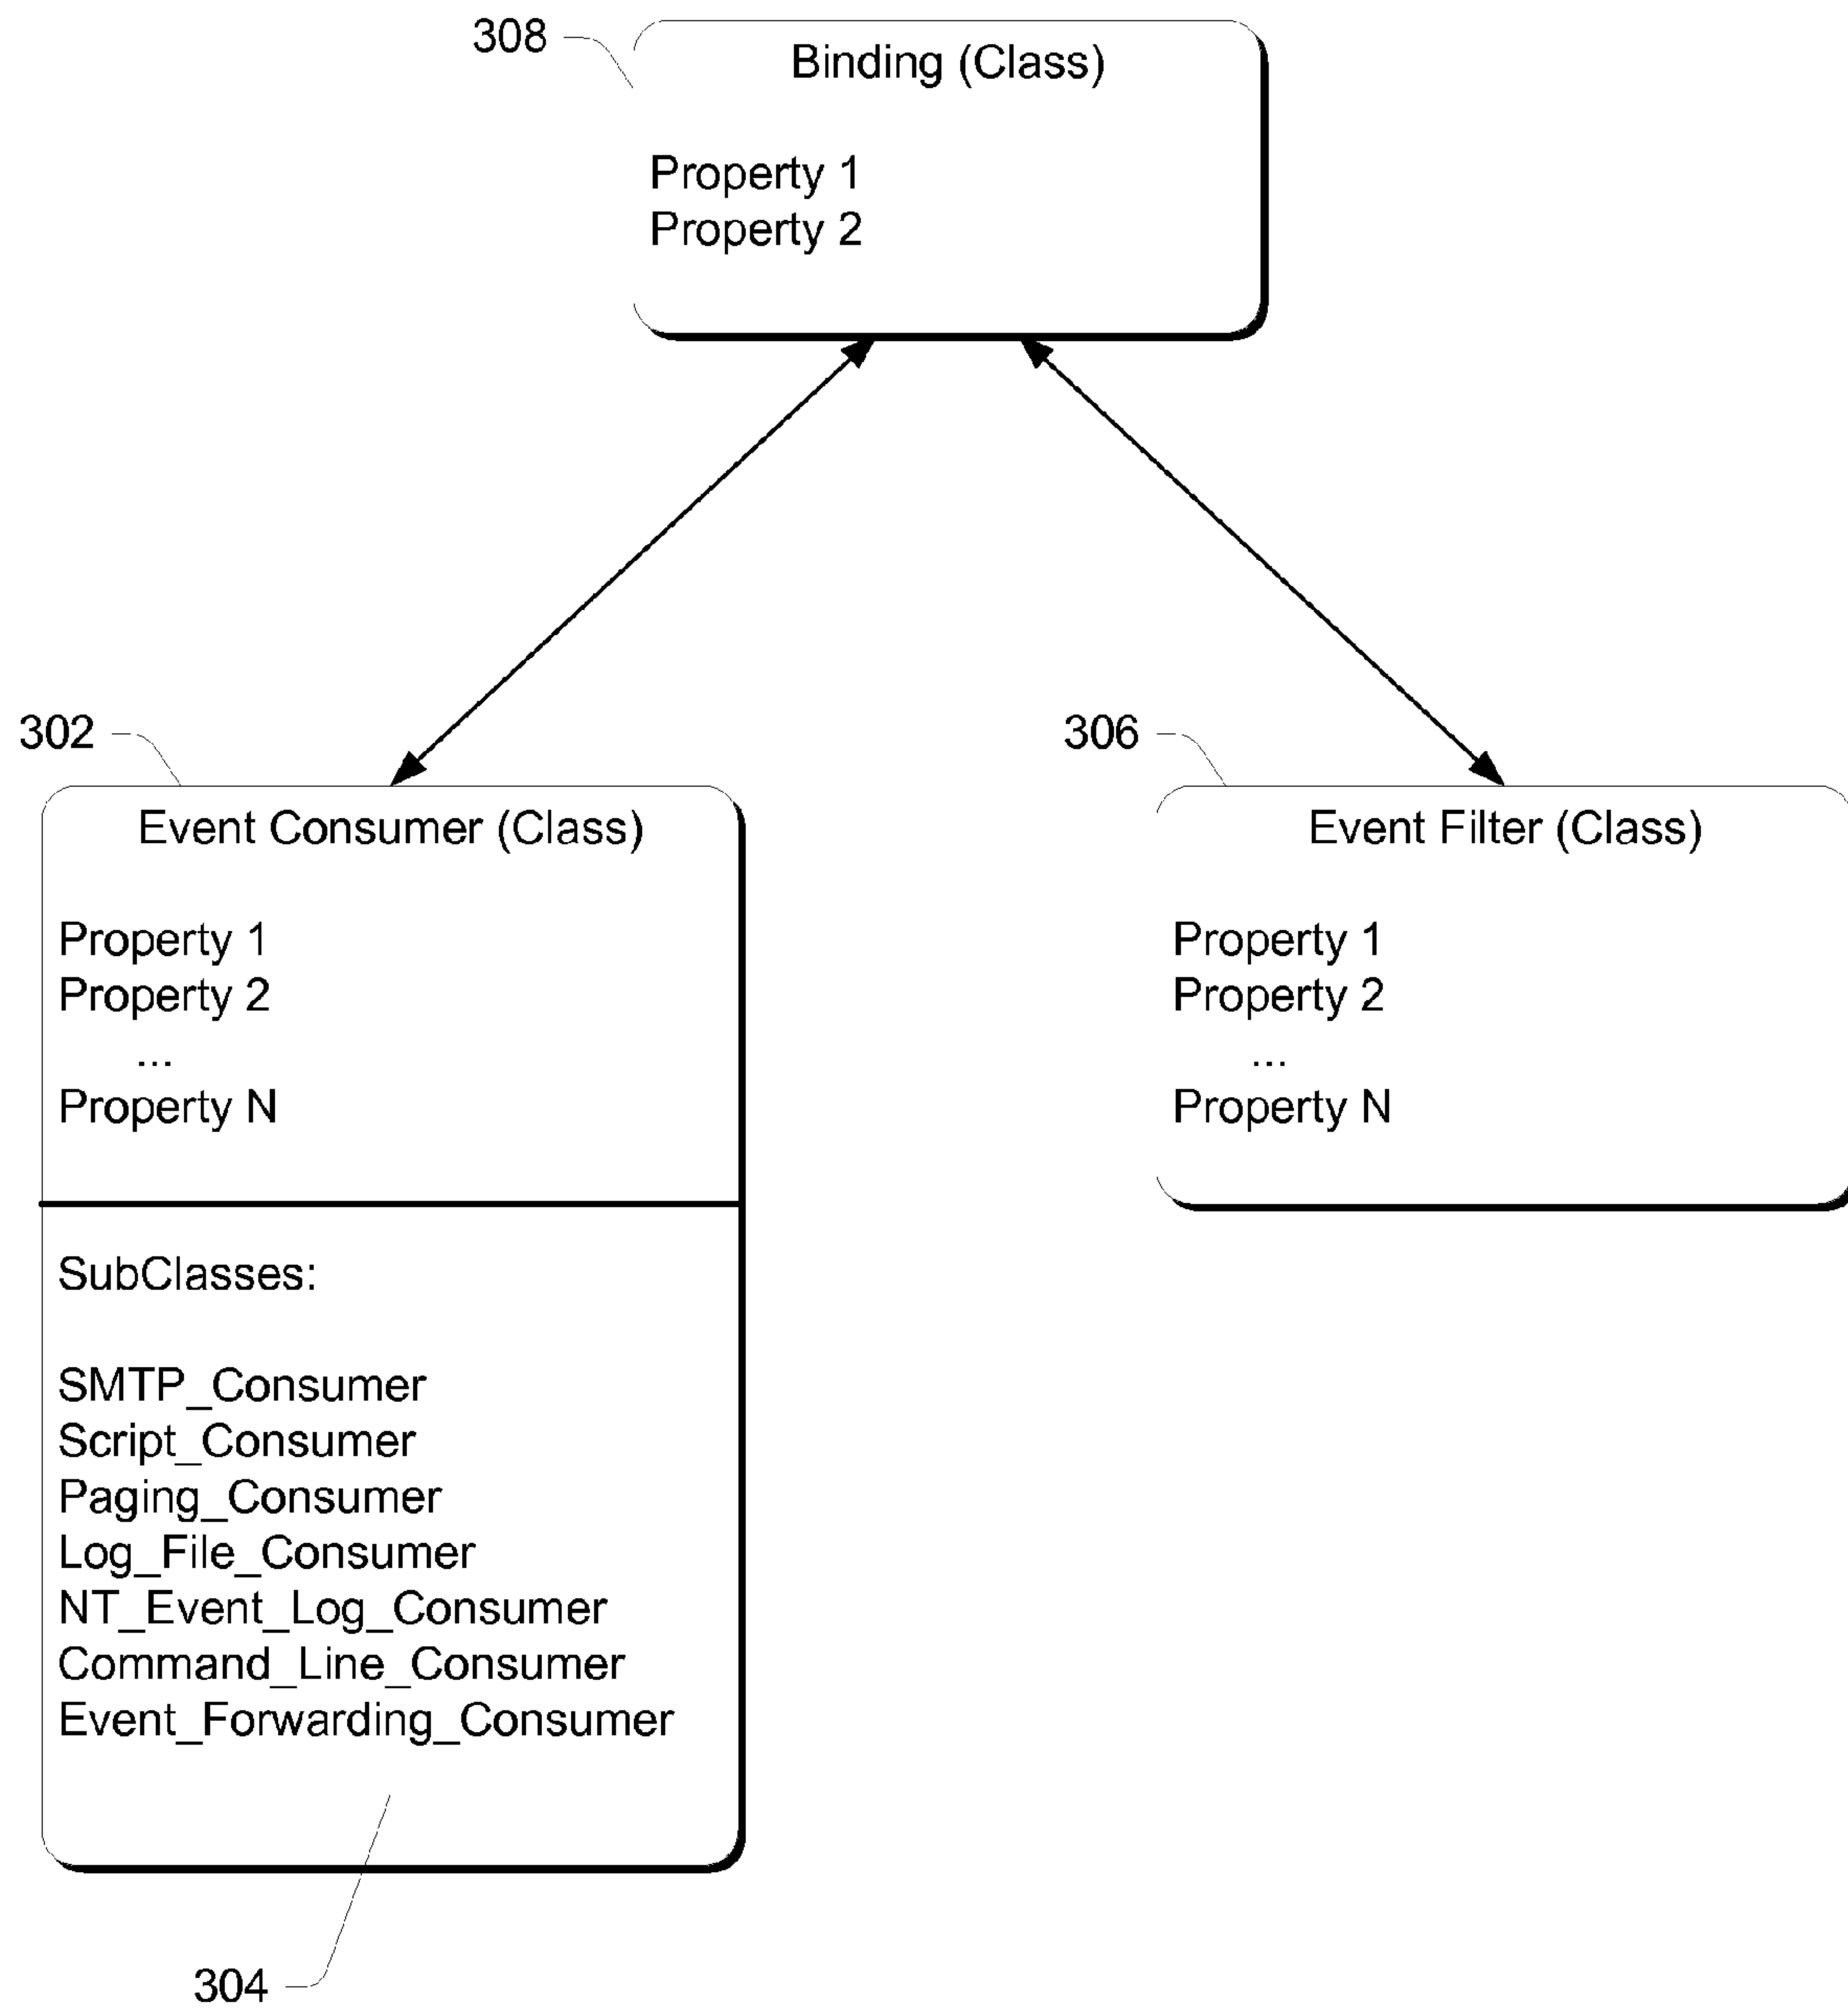 308
Binding (Class)
Property 1
Property 2
302
Event Consumer (Class)
Property 1
Property 2
...
Property N
SubClasses:
SMTP_Consumer
Script_Consumer
Paging_Consumer
Log_File_Consumer
NT_Event_Log_Consumer
Command_Line_Consumer
Event_Forwarding_Consumer
304
306
Event Filter (Class)
Property 1
Property 2
...
Property N